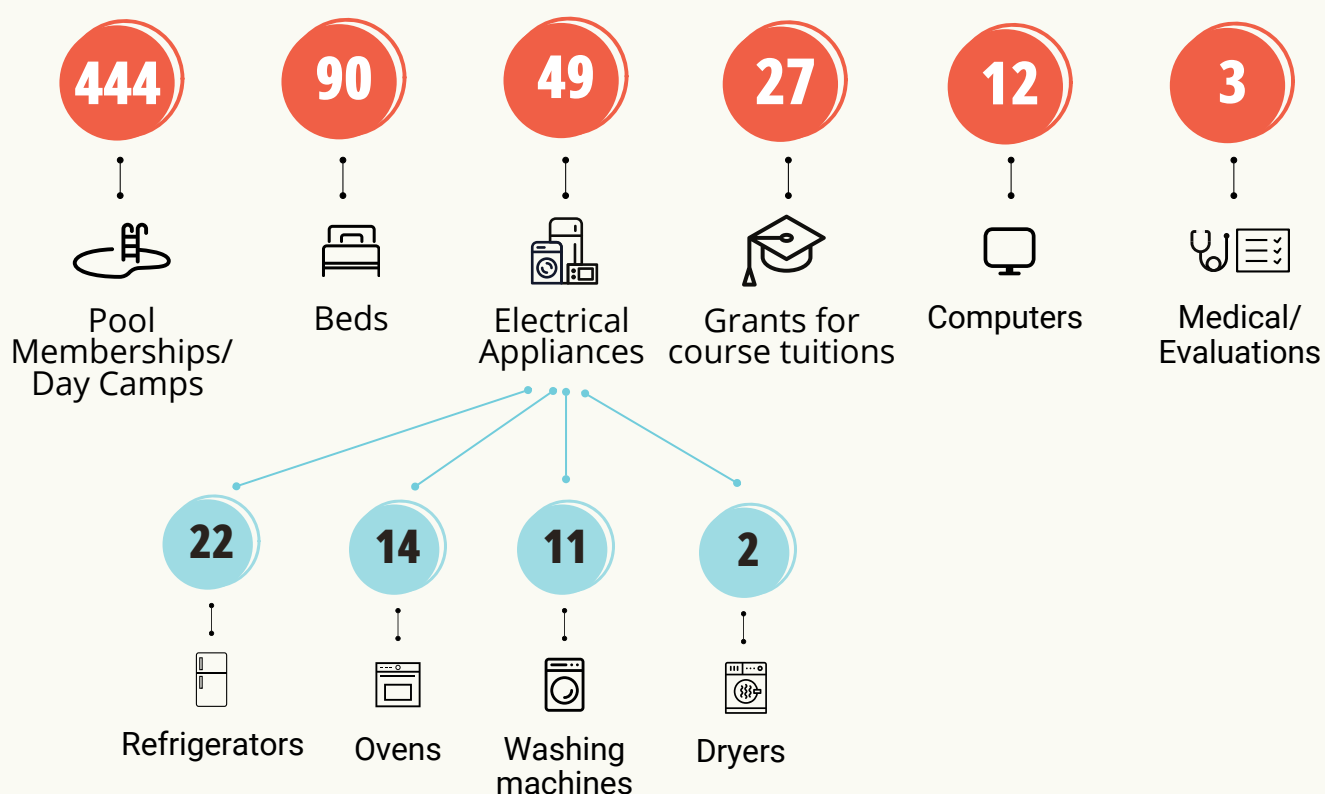 444
90
49
27
12
3
Pool
Memberships/
Day Camps
Beds
Electrical
Appliances
Grants for
course tuitions
Computers
Medical/
Evaluations
22
14
11
2
Refrigerators
Ovens
Washing
machines
Dryers